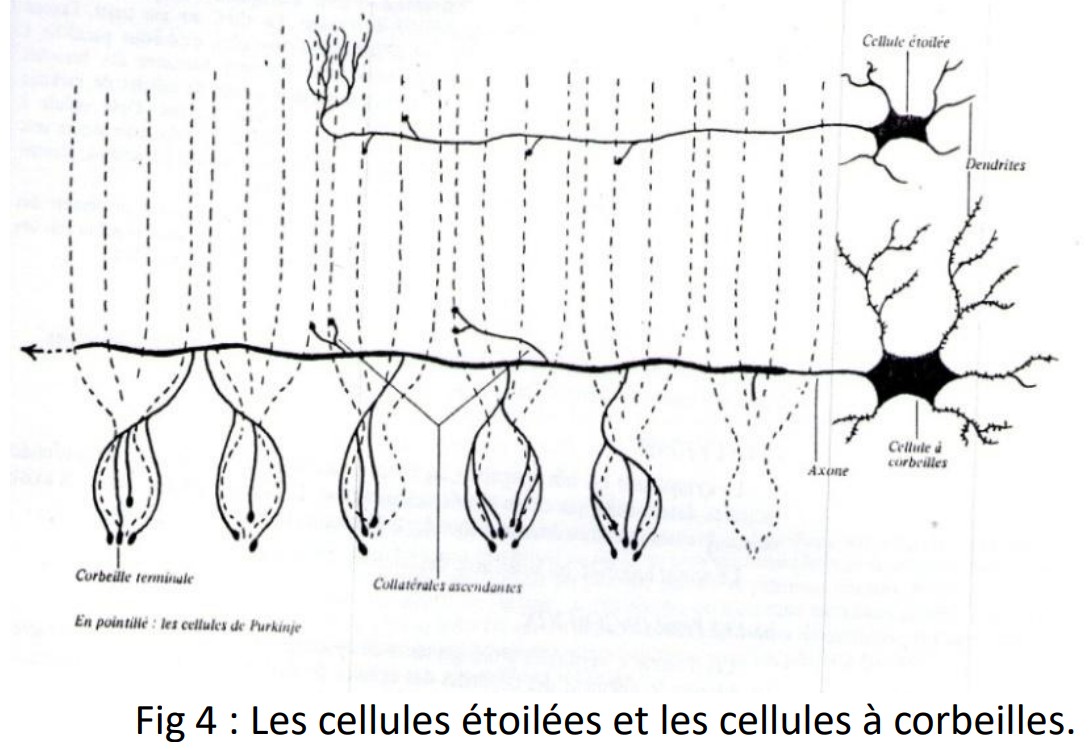 Cellule étoilée
Dendrites
Cellule à
corbeilles
Axone
Corbeille terminale
Collatérales ascendantes
En pointillé : les cellules de Purkinje
Fig 4 : Les cellules étoilées et les cellules à corbeilles.